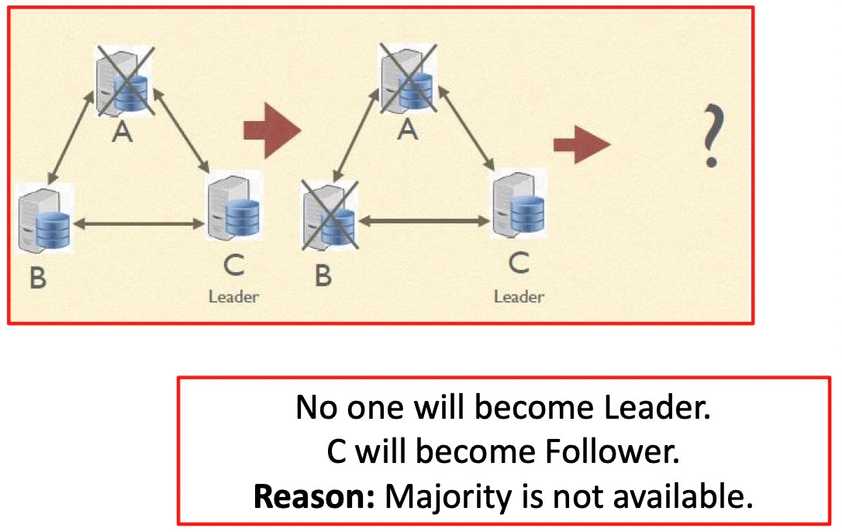 A
A
?
B
C
B
C
Leader
Leader
No one will become Leader.
C will become Follower.
Reason: Majority is not available.